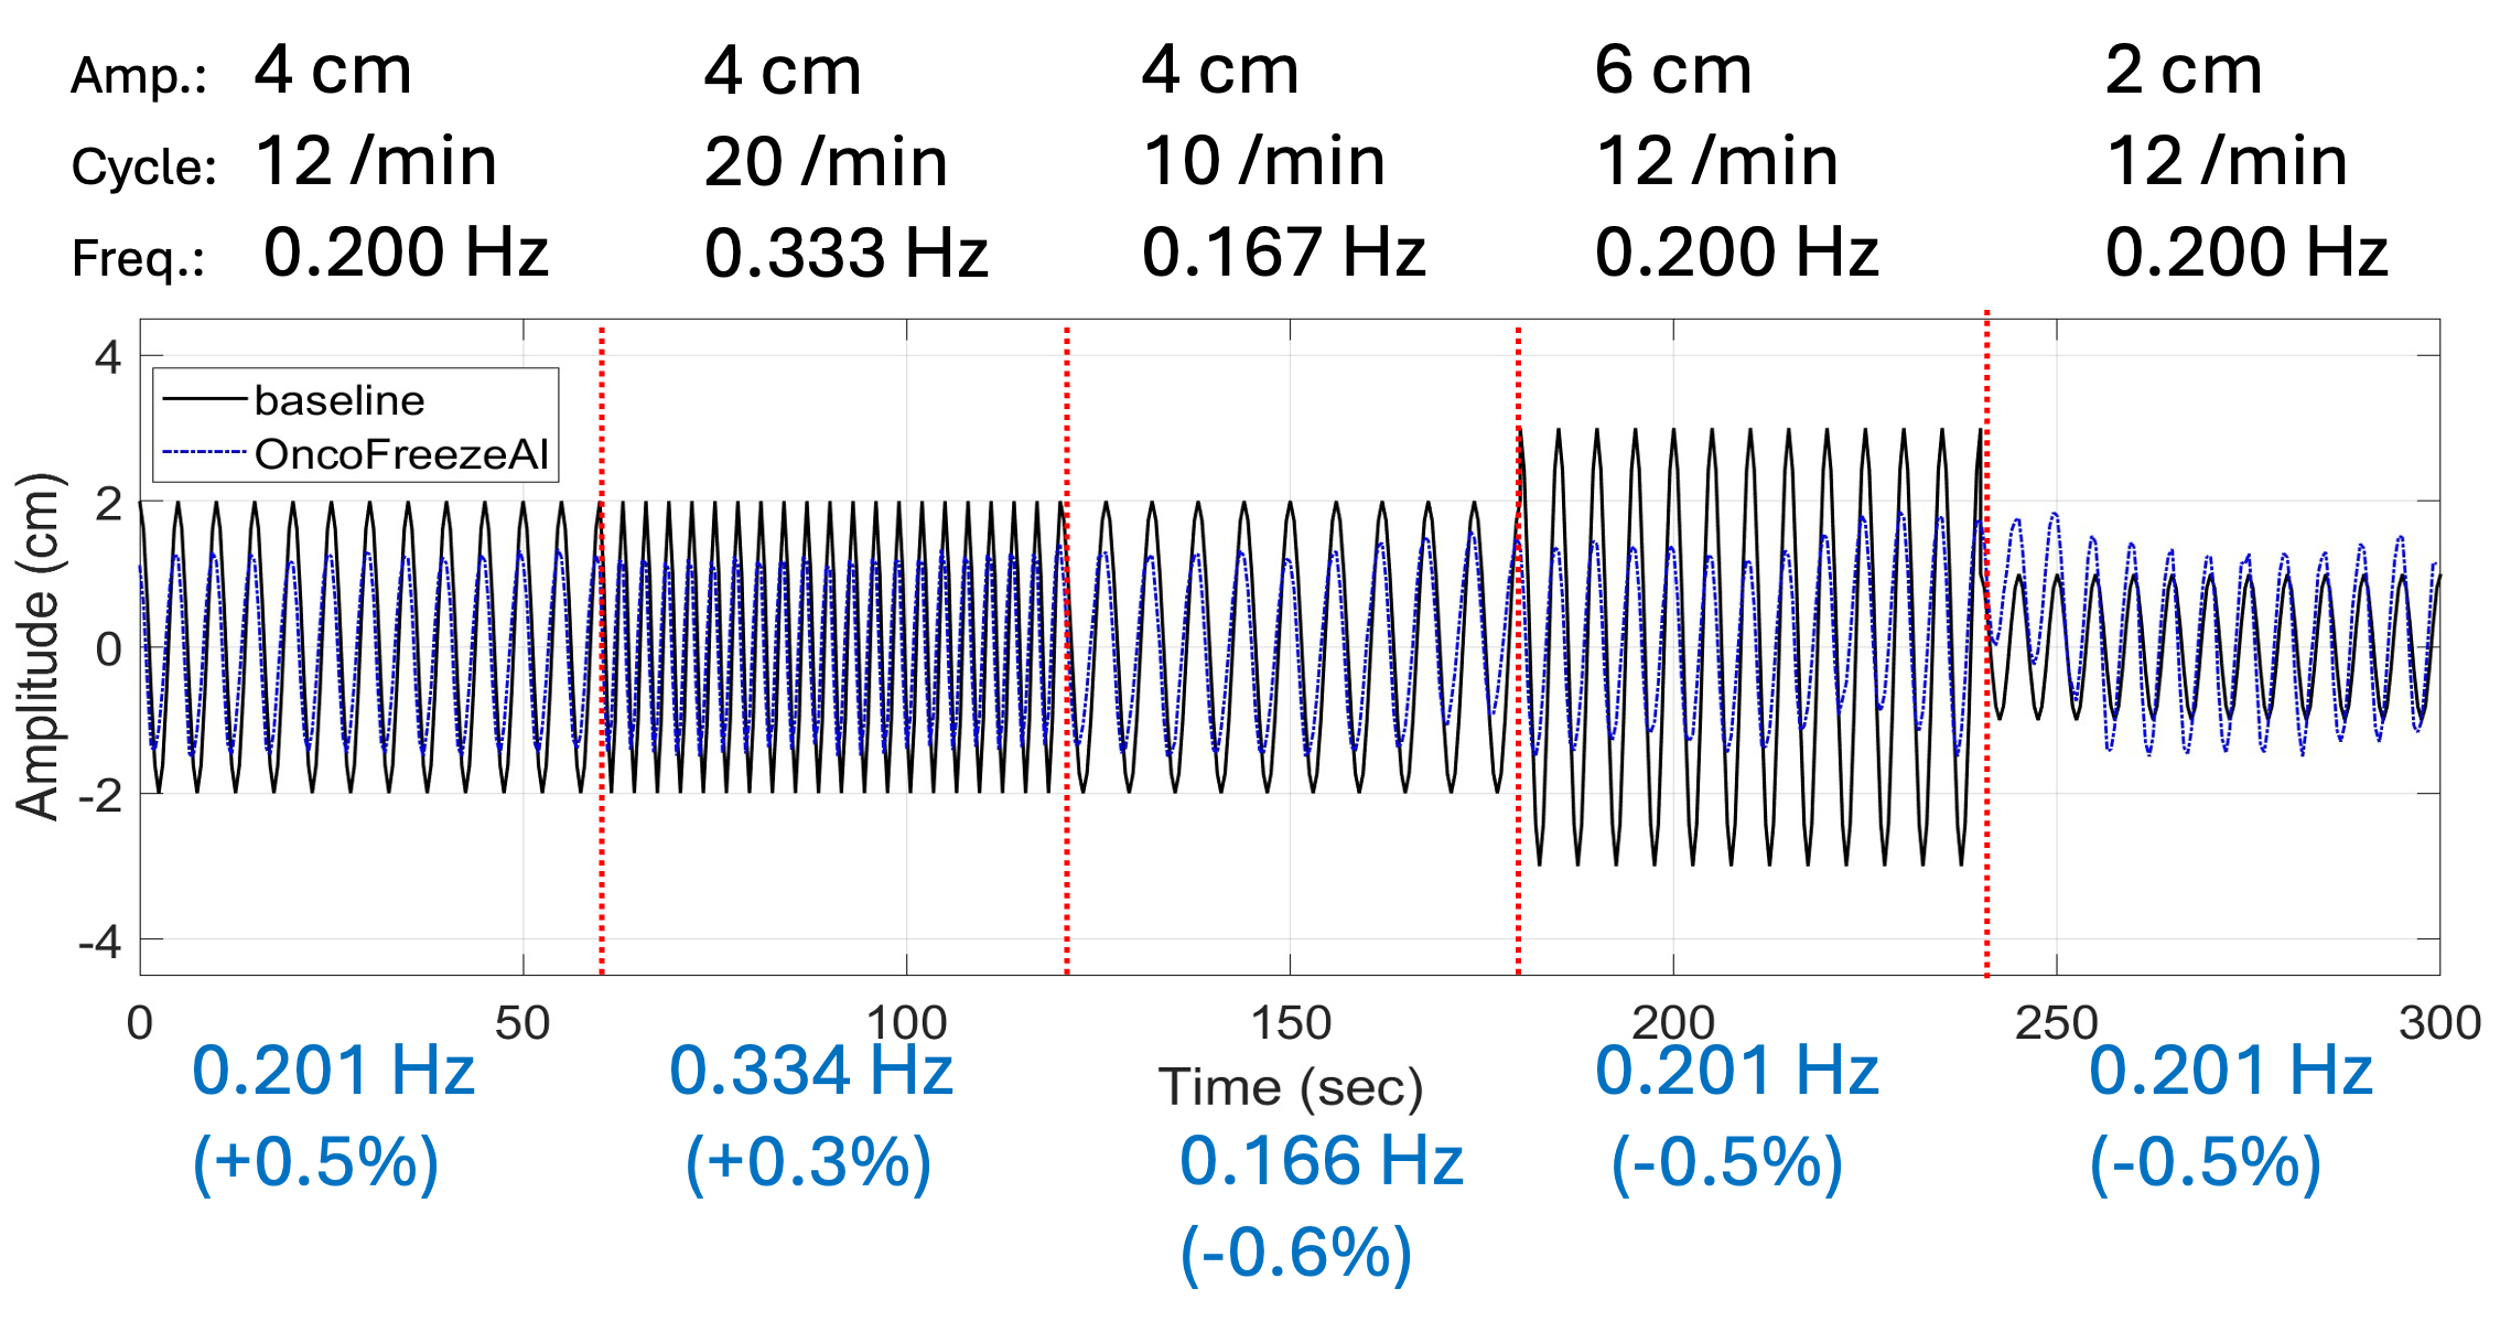 Amp.: 4 cm 4 cm 4 cm 6 cm 2 cm
Cycle: 12 /min 20 /min 10 /min 12 /min 12 /min
Freq.: 0.200 Hz 0.333 Hz 0.167 Hz 0.200 Hz 0.200 Hz
4
baseline
OncoFreezeAI
2
0
-2
-4
Amplitude (cm)
0 50 100 150 200 250 300
Time (sec)
0.201 Hz 0.334 Hz 0.166 Hz 0.201 Hz 0.201 Hz
(+0.5%) (+0.3%) (-0.6%) (-0.5%) (-0.5%)